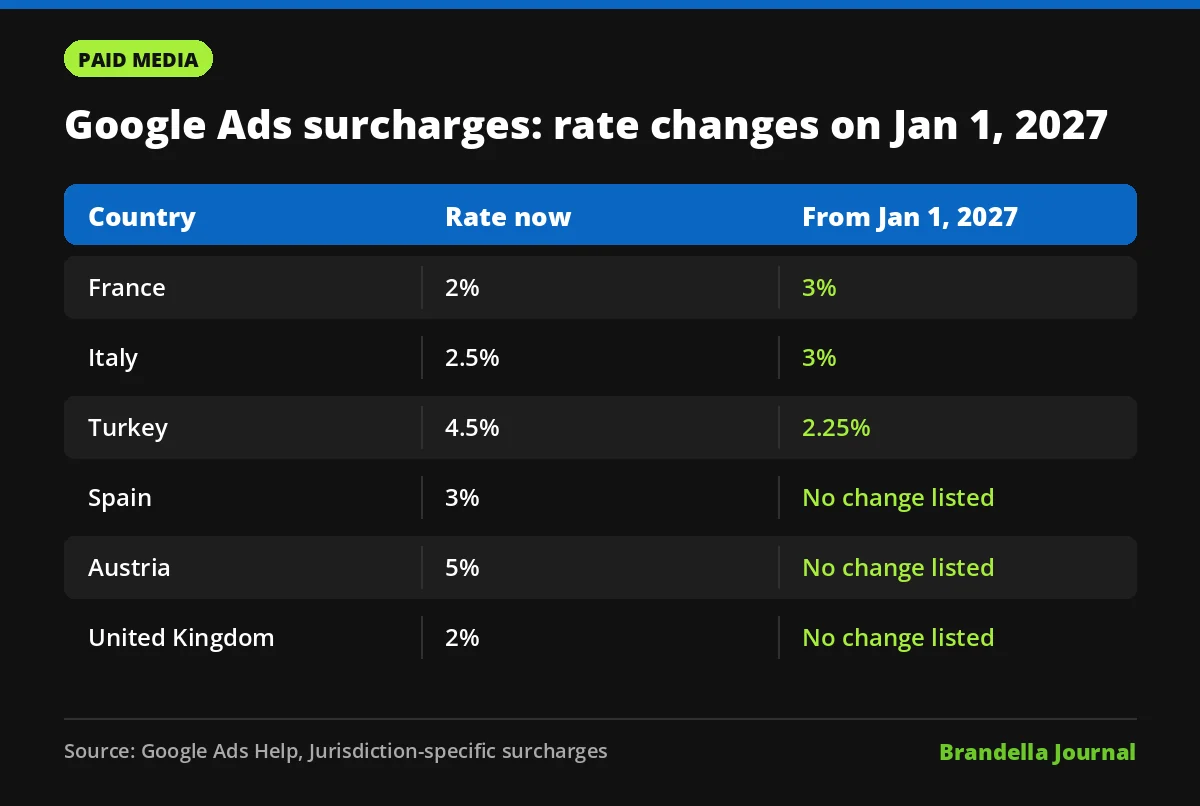 PAID MEDIA
Google Ads surcharges: rate changes on Jan 1, 2027
Country Rate now From Jan 1, 2027
France 2% 3%
Italy 2.5% 3%
Turkey 4.5% 2.25%
Spain 3% No change listed
Austria 5% No change listed
United Kingdom 2% No change listed
Source: Google Ads Help, Jurisdiction-specific surcharges Brandella Journal